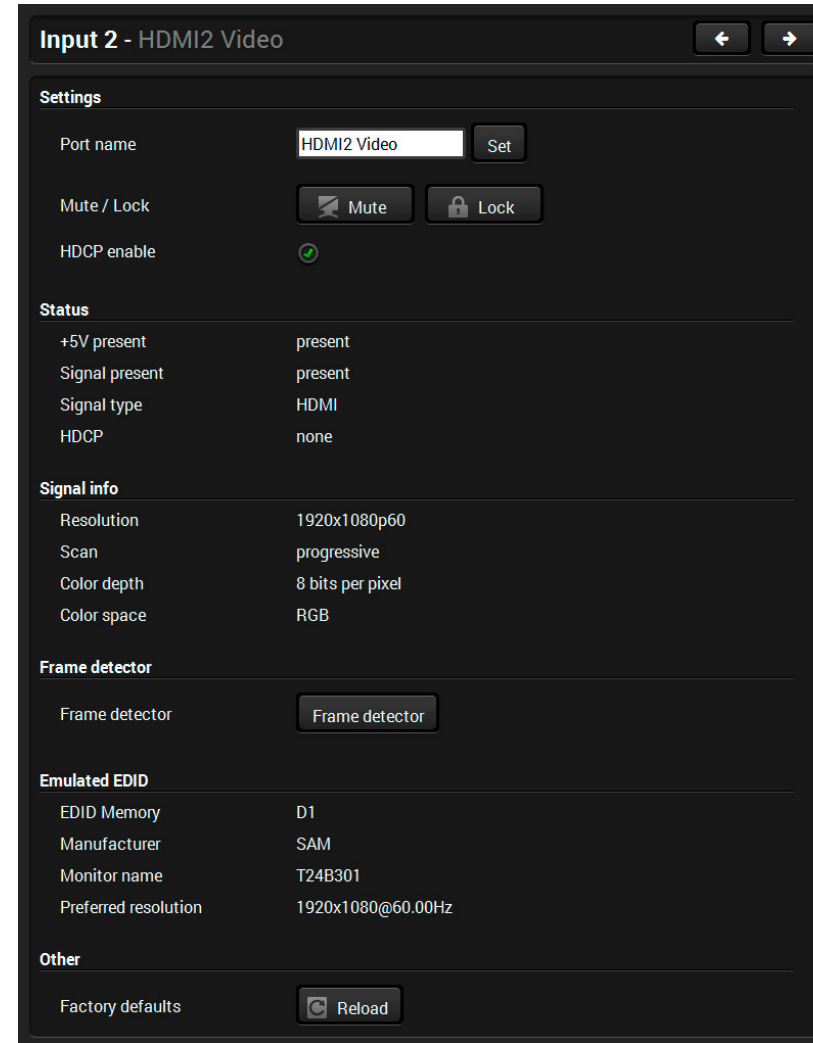 Input 2 - HDMI2 Video
Settings
Port name HDMI2 Video Set
Mute / Lock Mute Lock
HDCP enable
Status
+5V present present
Signal present present
Signal type HDMI
HDCP none
Signal info
Resolution 1920x1080p60
Scan progressive
Color depth 8 bits per pixel
Color space RGB
Frame detector
Frame detector Frame detector
Emulated EDID
EDID Memory D1
Manufacturer SAM
Monitor name T24B301
Preferred resolution 1920x1080@60.00Hz
Other
Factory defaults Reload